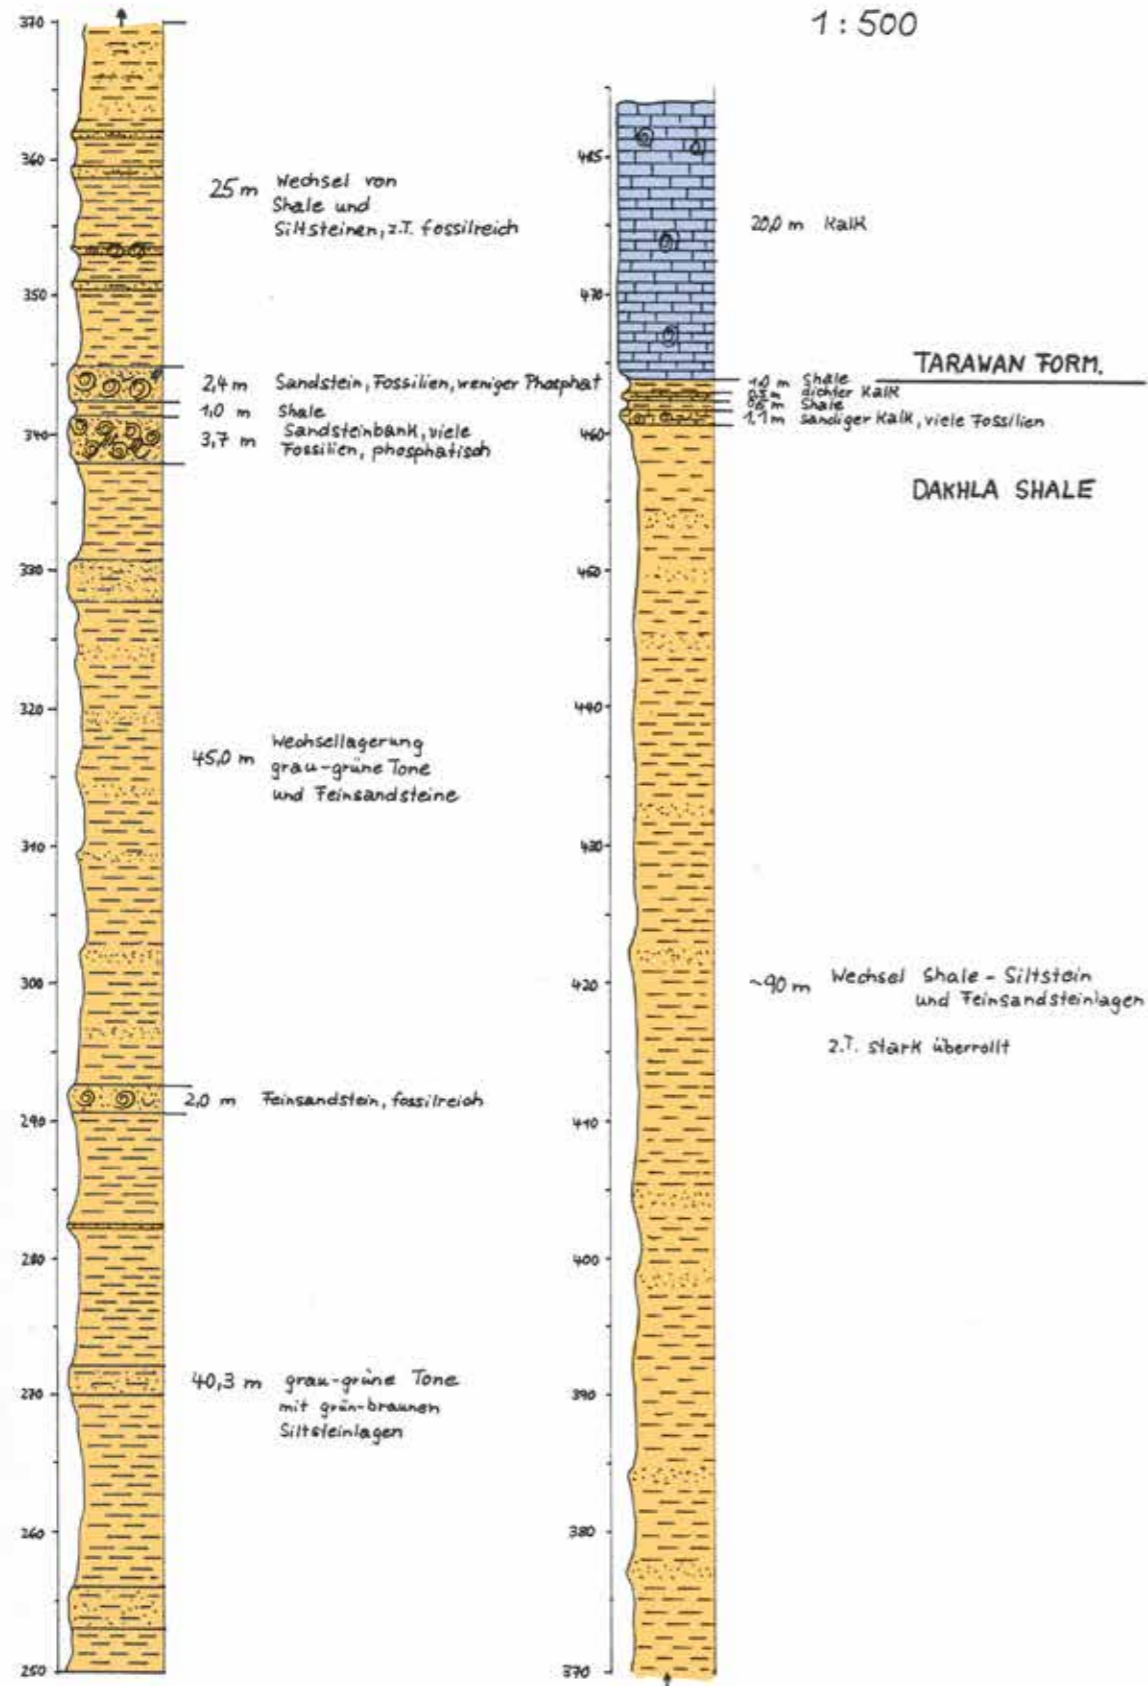 1:500
370
360
350
340
330
320
310
300
290
280
270
260
250
25 m Wechsel von
Shale und
Siltsteinen, z.T. fossilreich
2,4 m Sandstein, Fossilien, weniger Phosphat
1,0 m Shale
3,7 m Sandsteinbank, viele
Fossilien, phosphatisch
45,0 m Wechsellagerung
grau-grüne Tone
und Feinsandsteine
2,0 m Feinsandstein, fossilreich
40,3 m grau-grüne Tone
mit grün-braunen
Siltsteinlagen
470
460
440
430
420
410
400
390
380
370
20,0 m Kalk
TARAWAN FORM.
1,0 m Shale
dichter Kalk
Shale
1,1 m sandiger Kalk, viele Fossilien
DAKHLA SHALE
~90 m Wechsel Shale - Siltstein
und Feinsandsteinlagen
z.T. stark überrollt